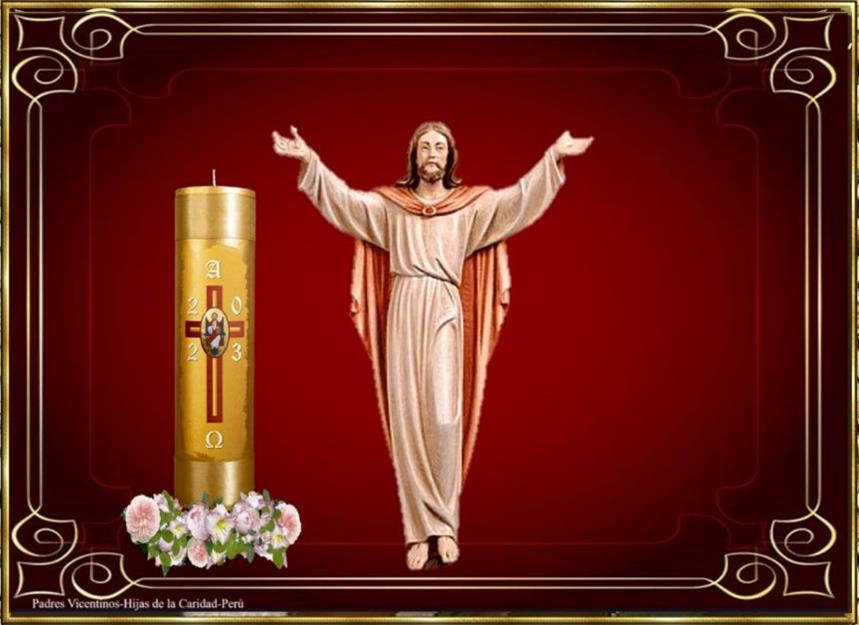 A
2 0
2 3
Ω
Padres Vicentinos-Hijas de la Caridad-Perú